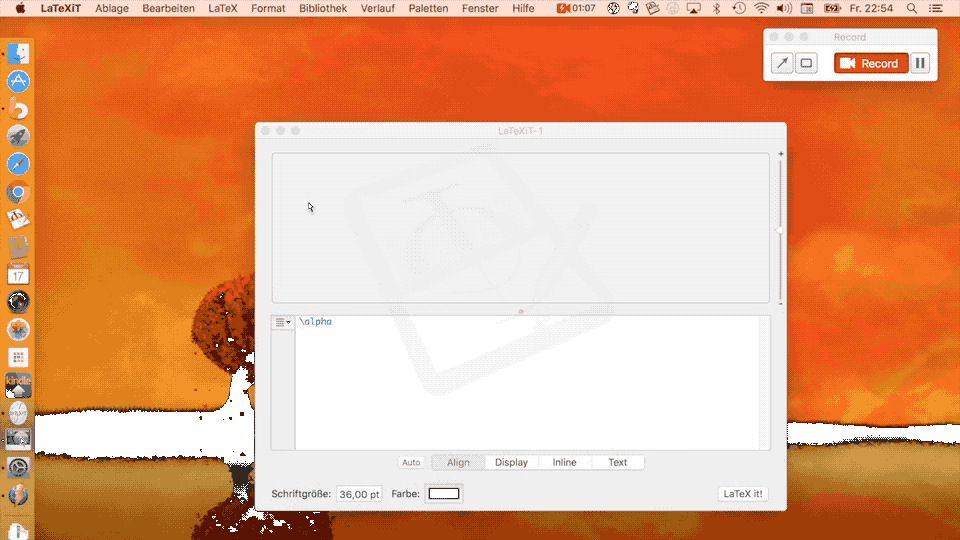 LaTeXiT Ablage Bearbeiten LaTeX Format Bibliothek Verlauf Paletten Fenster Hilfe 01:07 Fr. 22:54
Record
Record
LaTeXiT-1
17
\alpha
kindle
Auto Align Display Inline Text
Schriftgröße: 36,00 pt Farbe: LaTeX it!